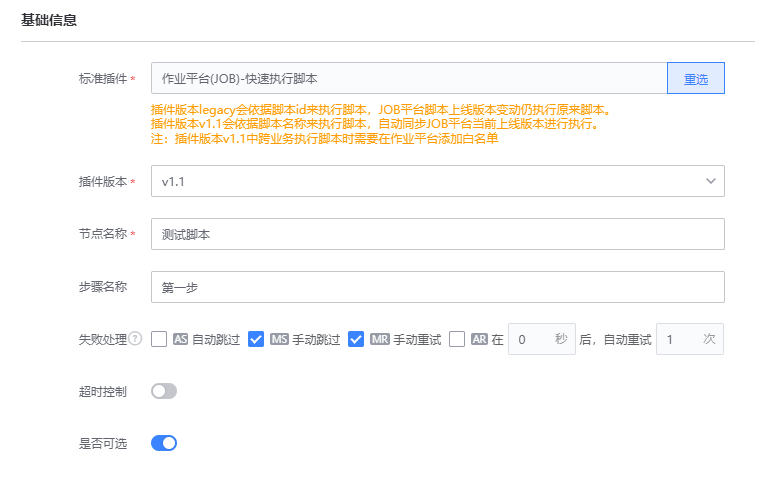 基础信息
标准插件 * 作业平台(JOB)-快速执行脚本 重选
插件版本legacy会依据脚本id来执行脚本，JOB平台脚本上线版本变动仍执行原来脚本。
插件版本v1.1会依据脚本名称来执行脚本，自动同步JOB平台当前上线版本进行执行。
注：插件版本v1.1中跨业务执行脚本时需要在作业平台添加白名单
插件版本 * v1.1
节点名称 * 测试脚本
步骤名称 第一步
失败处理 ? AS 自动跳过 MS 手动跳过 MR 手动重试 AR 在 0 秒 后，自动重试 1 次
超时控制
是否可选